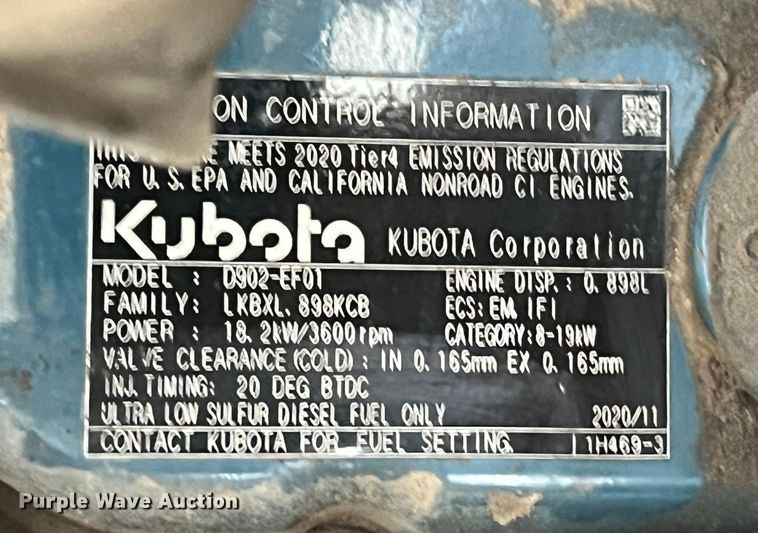 ON CONTROL INFORMATION
MEETS 2020 Tier4 EMISSION REGULATIONS
FOR U.S. EPA AND CALIFORNIA NONROAD CI ENGINES.
Kubota KUBOTA Corporation
MODEL : D902-EF01 ENGINE DISP.: 0.898L
FAMILY: LKBXL.898KCB ECS: EM IFI
POWER : 18.2kW/3600rpm CATEGORY:8-19kW
VALVE CLEARANCE(COLD): IN 0.165mm EX 0.165mm
INJ.TIMING: 20 DEG BTDC
ULTRA LOW SULFUR DIESEL FUEL ONLY 2020/11
CONTACT KUBOTA FOR FUEL SETTING. 1H469-3
Purple Wave Auction